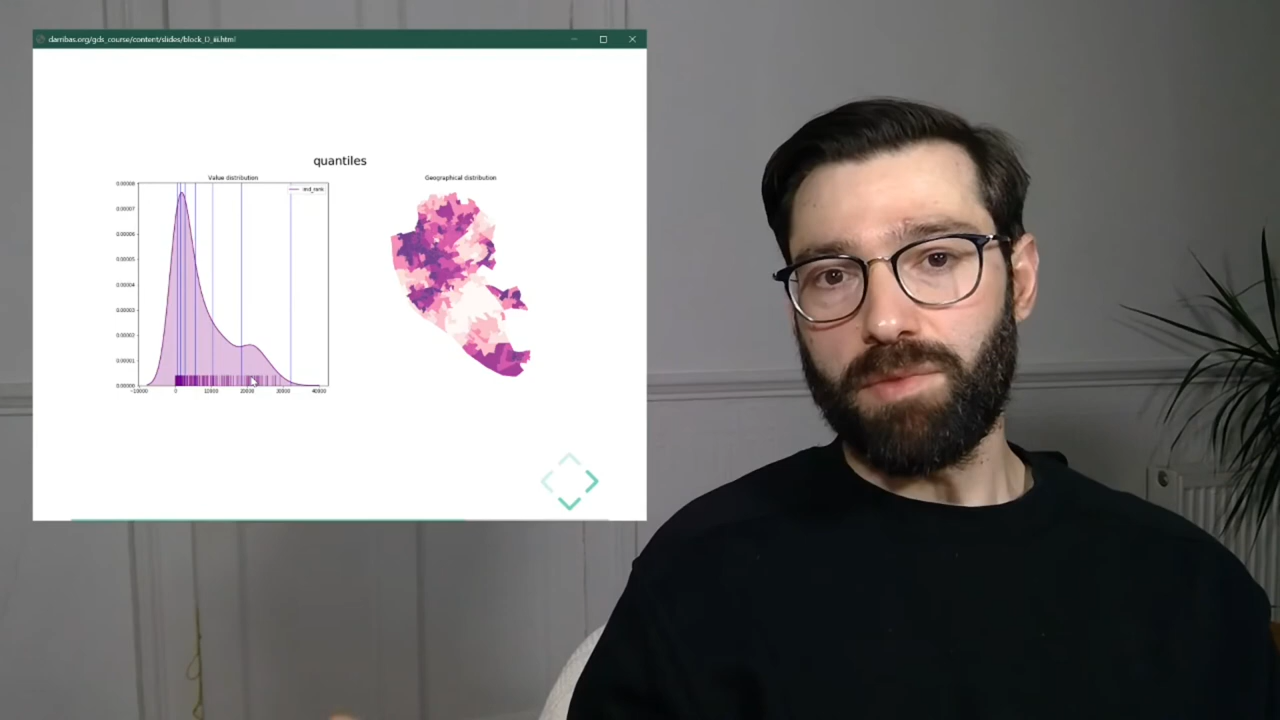 darribas.org/gds_course/content/slides/block_D_iii.html
quantiles
Value distribution
Geographical distribution
imd_rank
0.00008
0.00007
0.00006
0.00005
0.00004
0.00003
0.00002
0.00001
0.00000
-10000 0 10000 20000 30000 40000